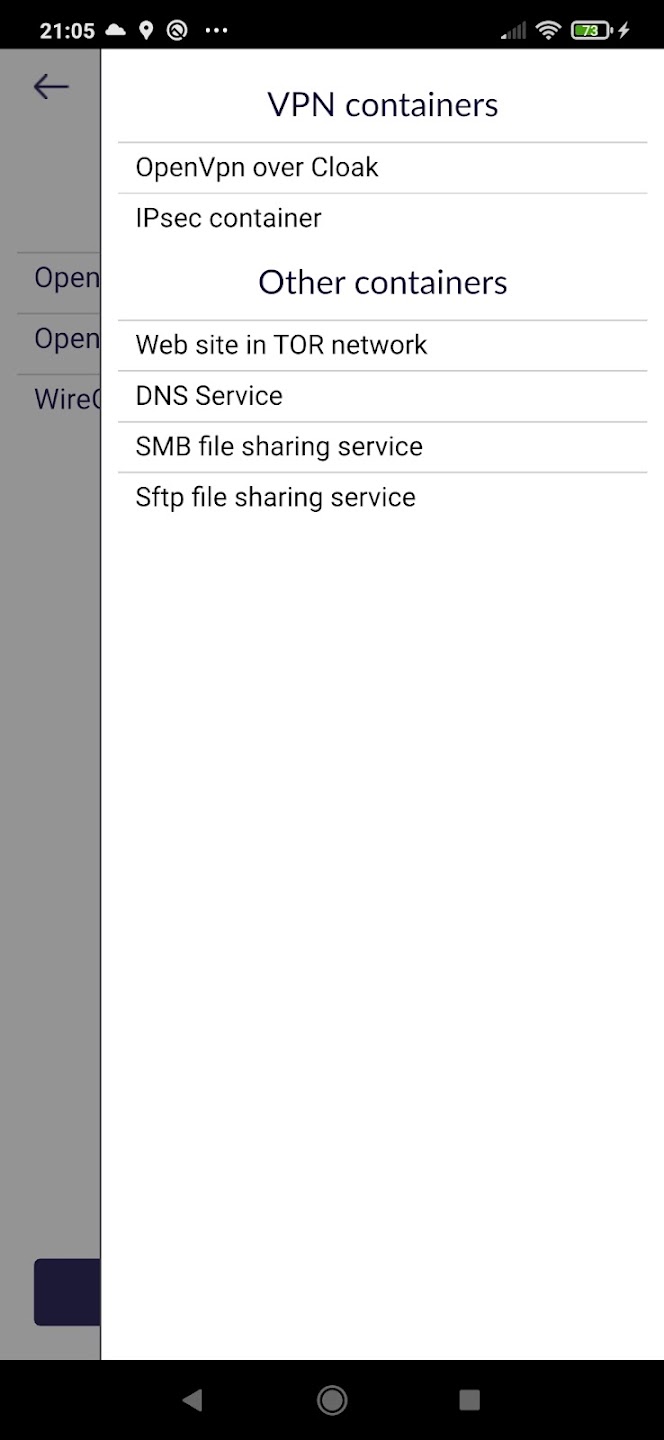 21:05
73
VPN containers
OpenVpn over Cloak
IPsec container
Other containers
Web site in TOR network
DNS Service
SMB file sharing service
Sftp file sharing service
Open
Open